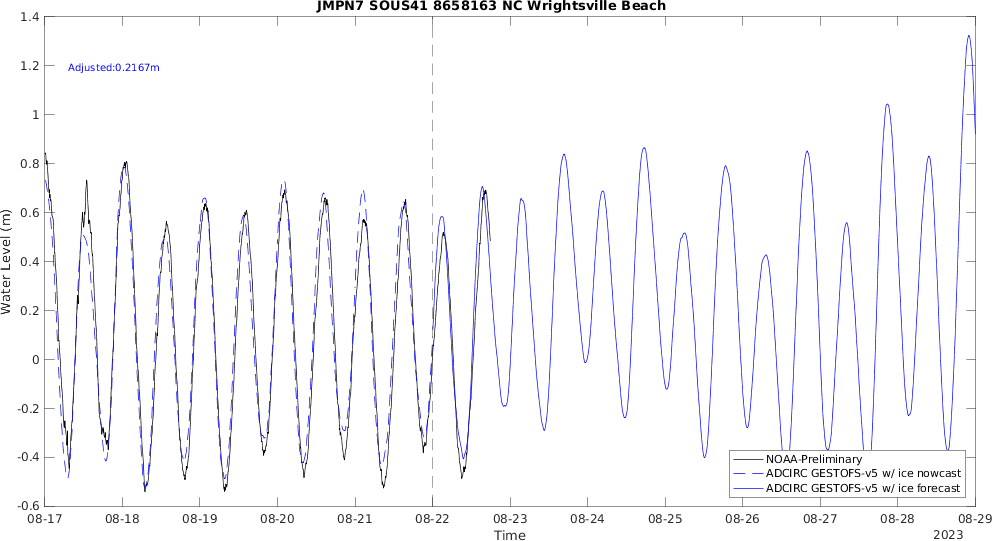 JMPN7 SOUS41 8658163 NC Wrightsville Beach
Adjusted:0.2167m
Water Level (m)
1.4
1.2
1
0.8
0.6
0.4
0.2
0
-0.2
-0.4
-0.6
NOAA-Preliminary
ADCIRC GESTOFS-v5 w/ ice nowcast
ADCIRC GESTOFS-v5 w/ ice forecast
08-17 08-18 08-19 08-20 08-21 08-22 08-23 08-24 08-25 08-26 08-27 08-28 08-29
Time
2023